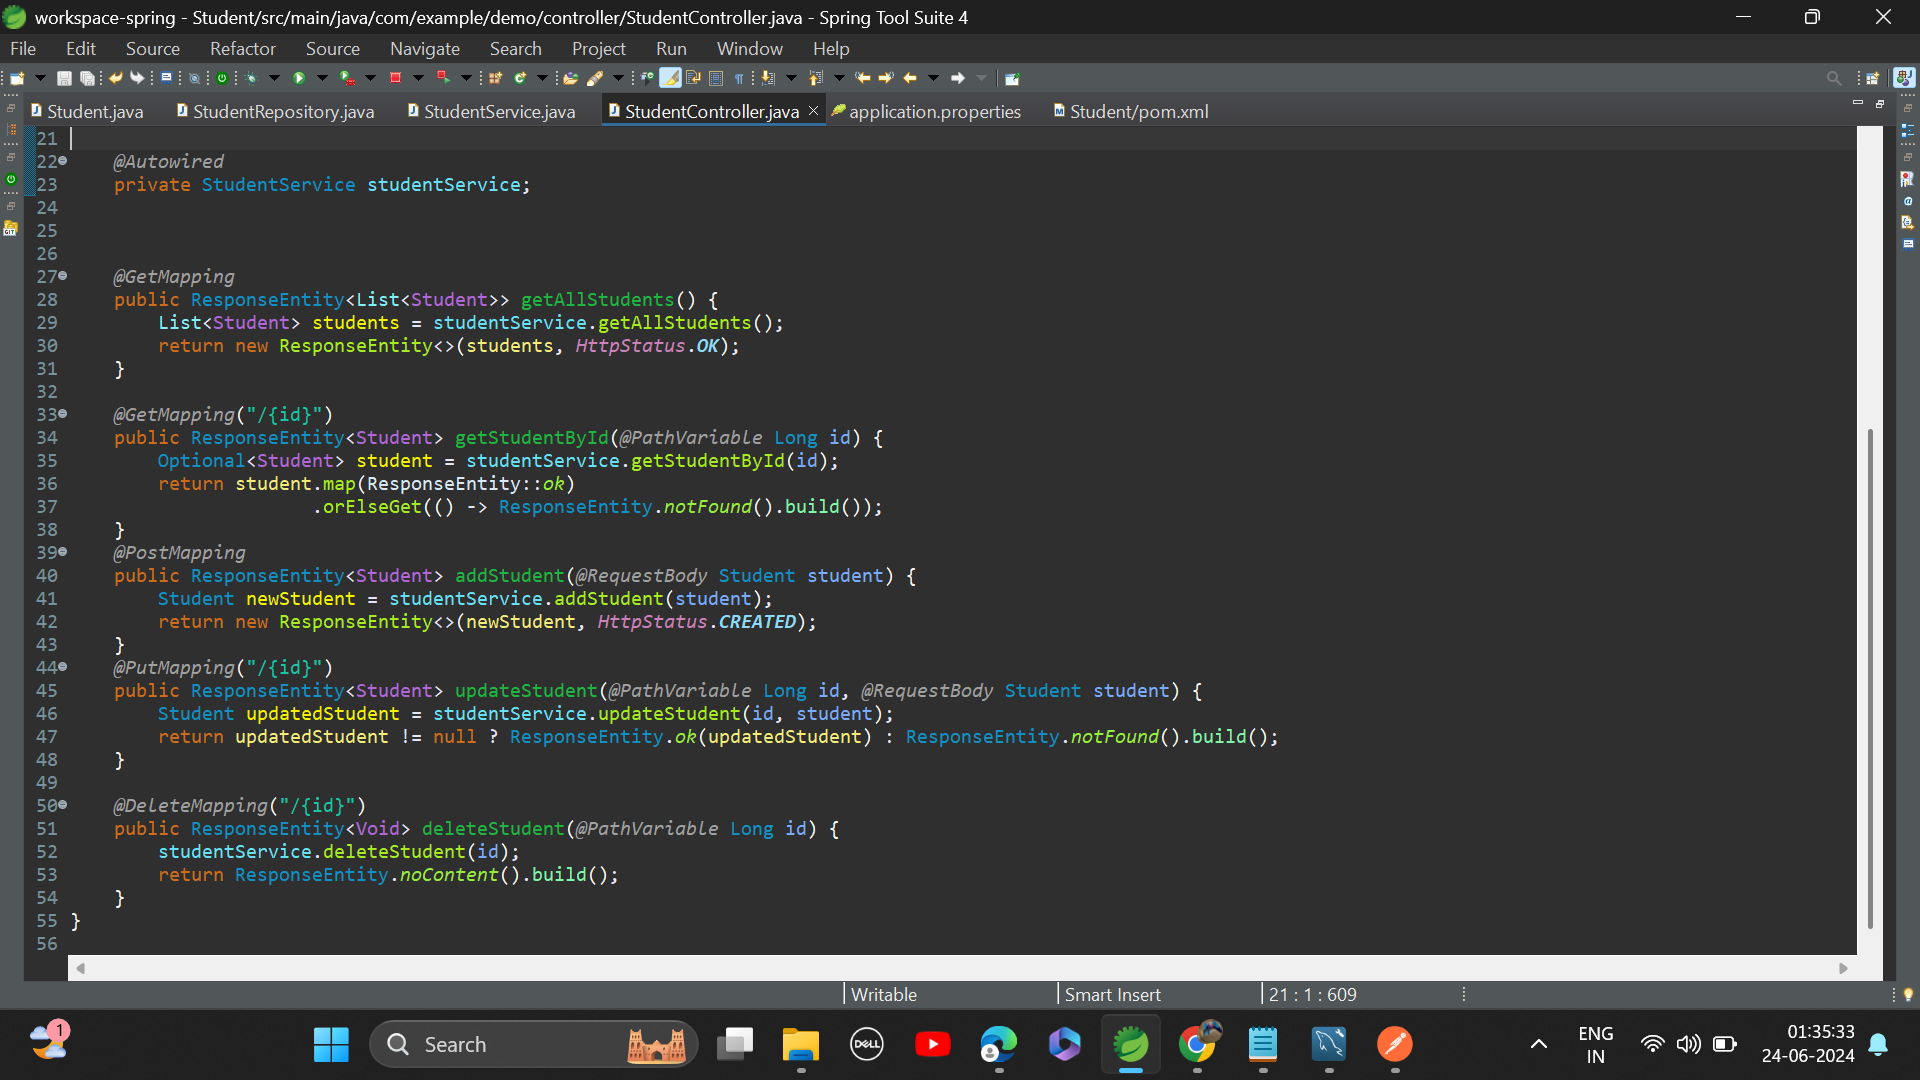 workspace-spring - Student/src/main/java/com/example/demo/controller/StudentController.java - Spring Tool Suite 4
File Edit Source Refactor Source Navigate Search Project Run Window Help
Student.java StudentRepository.java StudentService.java StudentController.java application.properties Student/pom.xml
21
22 @Autowired
23 private StudentService studentService;
24
25
26
27 @GetMapping
28 public ResponseEntity<List<Student>> getAllStudents() {
29 List<Student> students = studentService.getAllStudents();
30 return new ResponseEntity<>(students, HttpStatus.OK);
31 }
32
33 @GetMapping("/{id}")
34 public ResponseEntity<Student> getStudentById(@PathVariable Long id) {
35 Optional<Student> student = studentService.getStudentById(id);
36 return student.map(ResponseEntity::ok)
37 .orElseGet(() -> ResponseEntity.notFound().build());
38 }
39 @PostMapping
40 public ResponseEntity<Student> addStudent(@RequestBody Student student) {
41 Student newStudent = studentService.addStudent(student);
42 return new ResponseEntity<>(newStudent, HttpStatus.CREATED);
43 }
44 @PutMapping("/{id}")
45 public ResponseEntity<Student> updateStudent(@PathVariable Long id, @RequestBody Student student) {
46 Student updatedStudent = studentService.updateStudent(id, student);
47 return updatedStudent != null ? ResponseEntity.ok(updatedStudent) : ResponseEntity.notFound().build();
48 }
49
50 @DeleteMapping("/{id}")
51 public ResponseEntity<Void> deleteStudent(@PathVariable Long id) {
52 studentService.deleteStudent(id);
53 return ResponseEntity.noContent().build();
54 }
55 }
56
Writable Smart Insert 21 : 1 : 609
1 Search DELL ENG 01:35:33
IN 24-06-2024